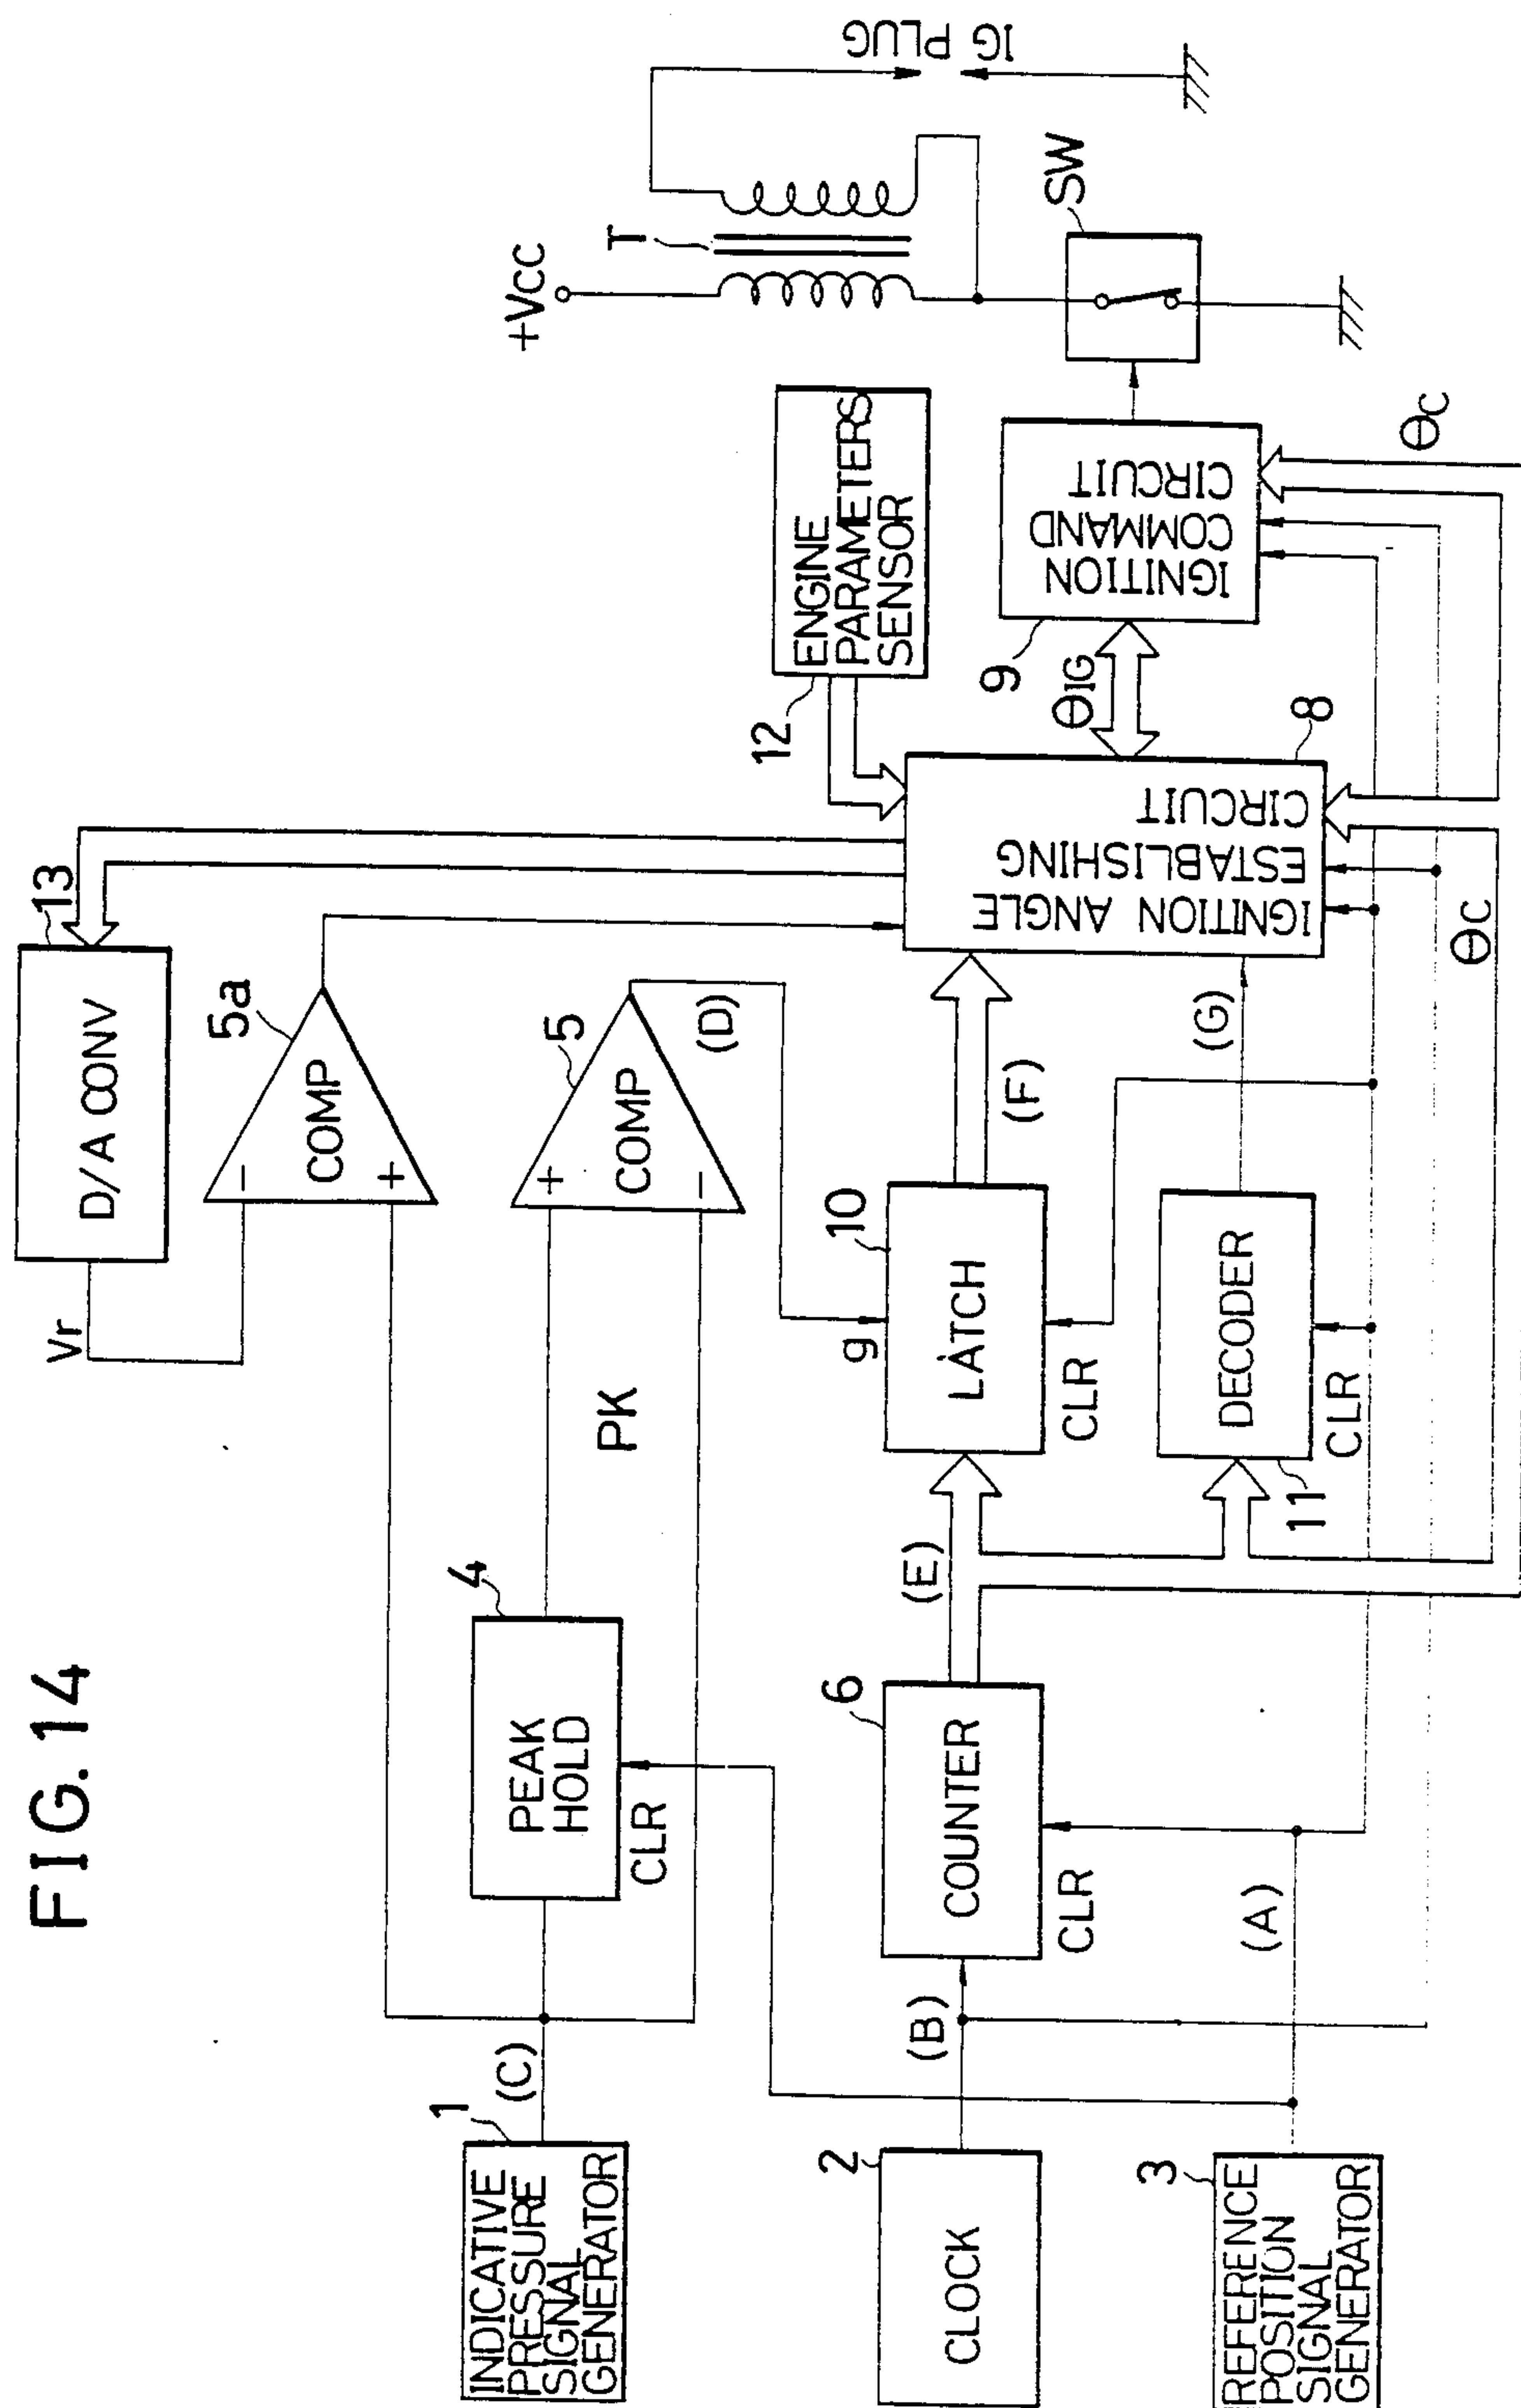 FIG. 14
INDICATIVE
PRESSURE
SIGNAL
GENERATOR
1
(C)
PEAK
HOLD
4
CLR
PK
D/A CONV
13
Vr
COMP
-
+
5a
COMP
+
-
5
(D)
CLOCK
2
(B)
COUNTER
6
CLR
(E)
LATCH
10
g
CLR
(F)
REFERENCE
POSITION
SIGNAL
GENERATOR
3
(A)
DECODER
11
CLR
(G)
IGNITION ANGLE
ESTABLISHING
CIRCUIT
8
ΘC
ENGINE
PARAMETERS
SENSOR
12
ΘIG
IGNITION
COMMAND
CIRCUIT
9
ΘC
+VCC
T
SW
IG PLUG